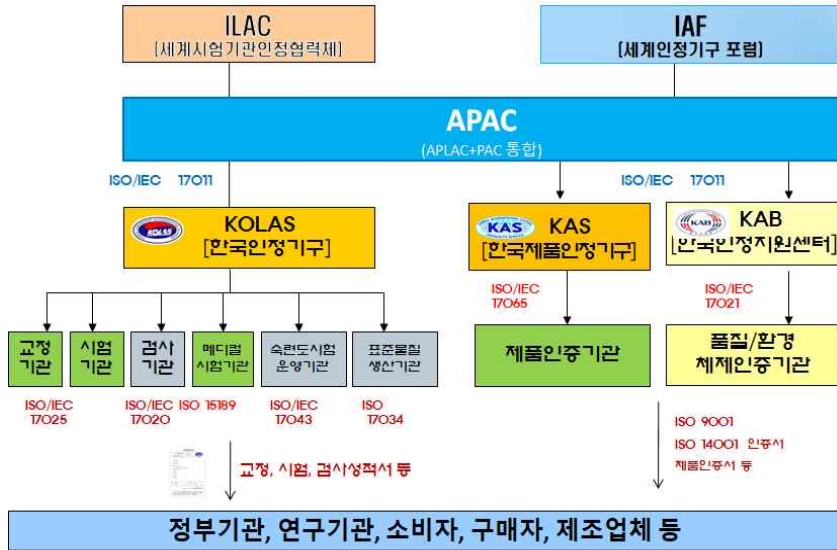 ILAC
[세계시험기관인정협력체]
IAF
[세계인정기구 포럼]
APAC
(APLAC+PAC 통합)
ISO/IEC 17011
ISO/IEC 17011
KOLAS
KOLAS
[한국인정기구]
KAS
KAS
[한국제품인정기구]
KAB
KAB
[한국인정지원센터]
ISO/IEC
17065
ISO/IEC
17021
교정
기관
시험
기관
검사
기관
메디컬
시험기관
숙련도시험
운영기관
표준물질
생산기관
제품인증기관
품질/환경
체제인증기관
ISO/IEC
17025
ISO/IEC
17020
ISO 15189
ISO/IEC
17043
ISO
17034
교정, 시험, 검사성적서 등
ISO 9001
ISO 14001 인증서
제품인증서 등
정부기관, 연구기관, 소비자, 구매자, 제조업체 등